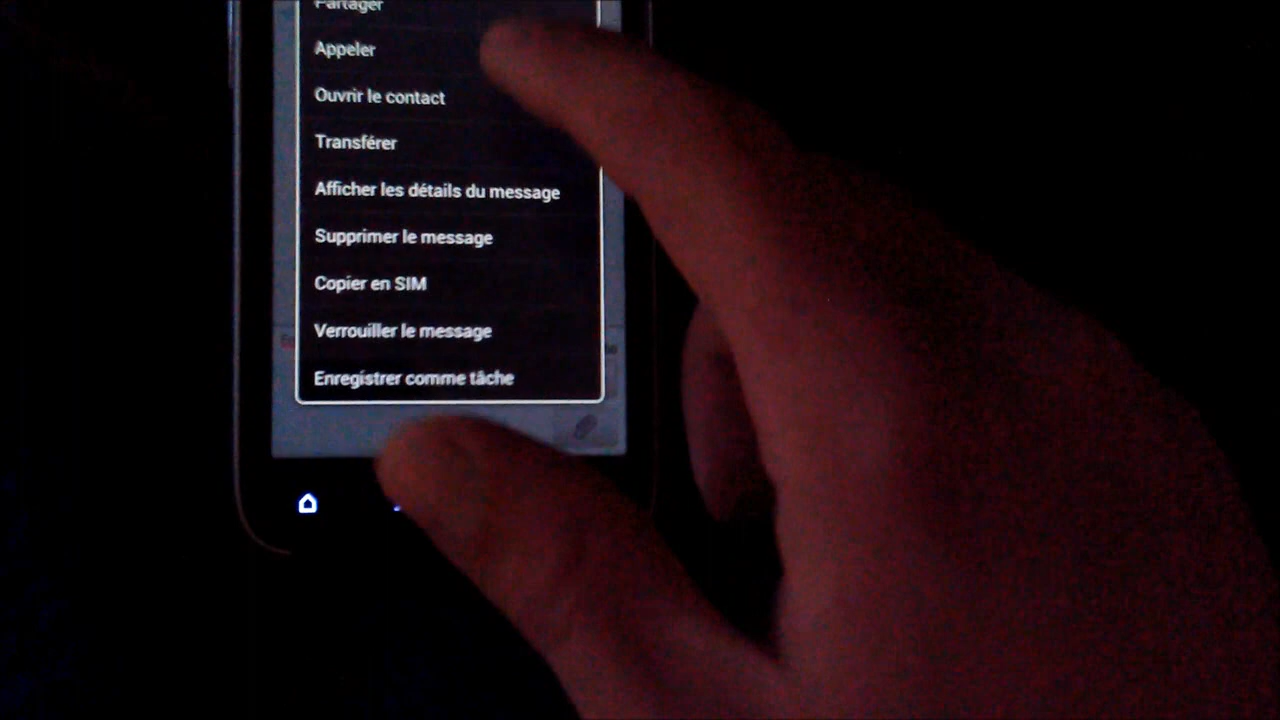 Partager
Appeler
Ouvrir le contact
Transférer
Afficher les détails du message
Supprimer le message
Copier en SIM
Verrouiller le message
Enregistrer comme tâche